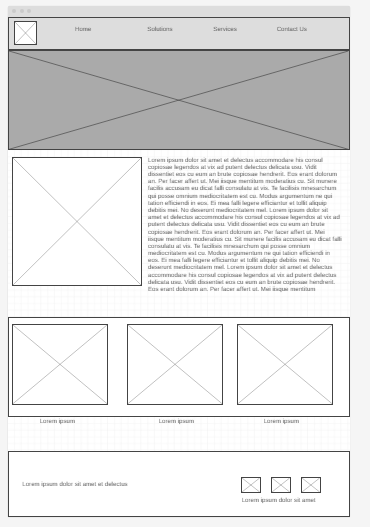 Home
Solutions
Services
Contact Us
Lorem ipsum dolor sit amet et delectus accommodare his consul
copiosae legendos at vix ad putent delectus delicata usu. Vidit
dissentiet eos cu eum an brute copiosae hendrerit. Eos erant dolorum
an. Per facer affert ut. Mei iisque mentitum moderatius cu. Sit munere
facilis accusam eu dicat falli consulatu at vis. Te facilisis mnesarchum
qui posse omnium mediocritatem est cu. Modus argumentum ne qui
tation efficiendi in eos. Ei mea falli legere efficiantur et tollit aliquip
debitis mei. No deserunt mediocritatem mel. Lorem ipsum dolor sit
amet et delectus accommodare his consul copiosae legendos at vix ad
putent delectus delicata usu. Vidit dissentiet eos cu eum an brute
copiosae hendrerit. Eos erant dolorum an. Per facer affert ut. Mei
iisque mentitum moderatius cu. Sit munere facilis accusam eu dicat falli
consulatu at vis. Te facilisis mnesarchum qui posse omnium
mediocritatem est cu. Modus argumentum ne qui tation efficiendi in
eos. Ei mea falli legere efficiantur et tollit aliquip debitis mei. No
deserunt mediocritatem mel. Lorem ipsum dolor sit amet et delectus
accommodare his consul copiosae legendos at vix ad putent delectus
delicata usu. Vidit dissentiet eos cu eum an brute copiosae hendrerit.
Eos erant dolorum an. Per facer affert ut. Mei iisque mentitum
Lorem ipsum
Lorem ipsum
Lorem ipsum
Lorem ipsum dolor sit amet et delectus
Lorem ipsum dolor sit amet